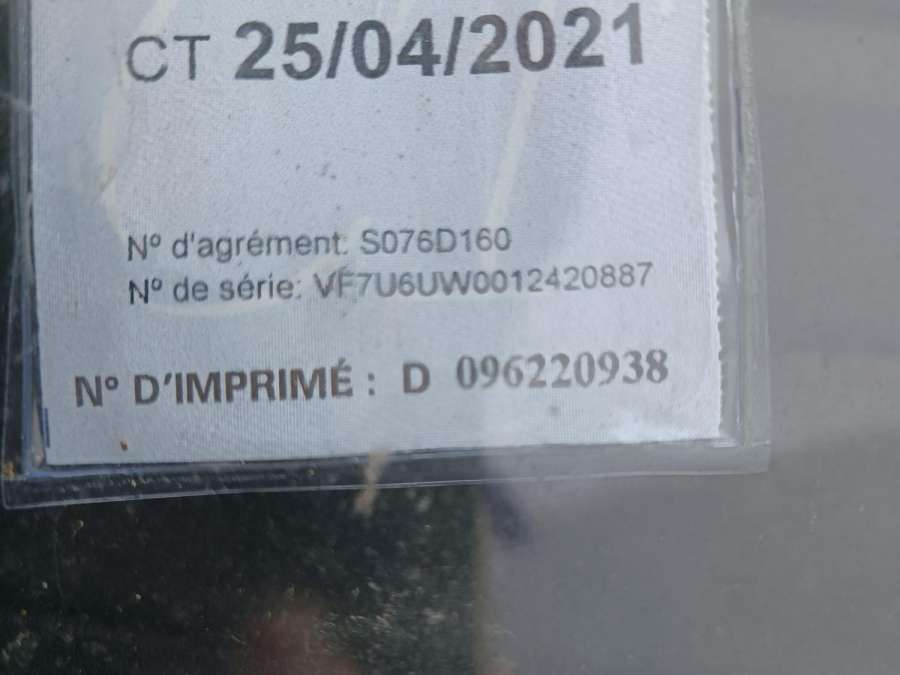 CT 25/04/2021
N° d'agrément: S076D160
N° de série: VF7U6UW0012420887
N° D'IMPRIMÉ : D 096220938